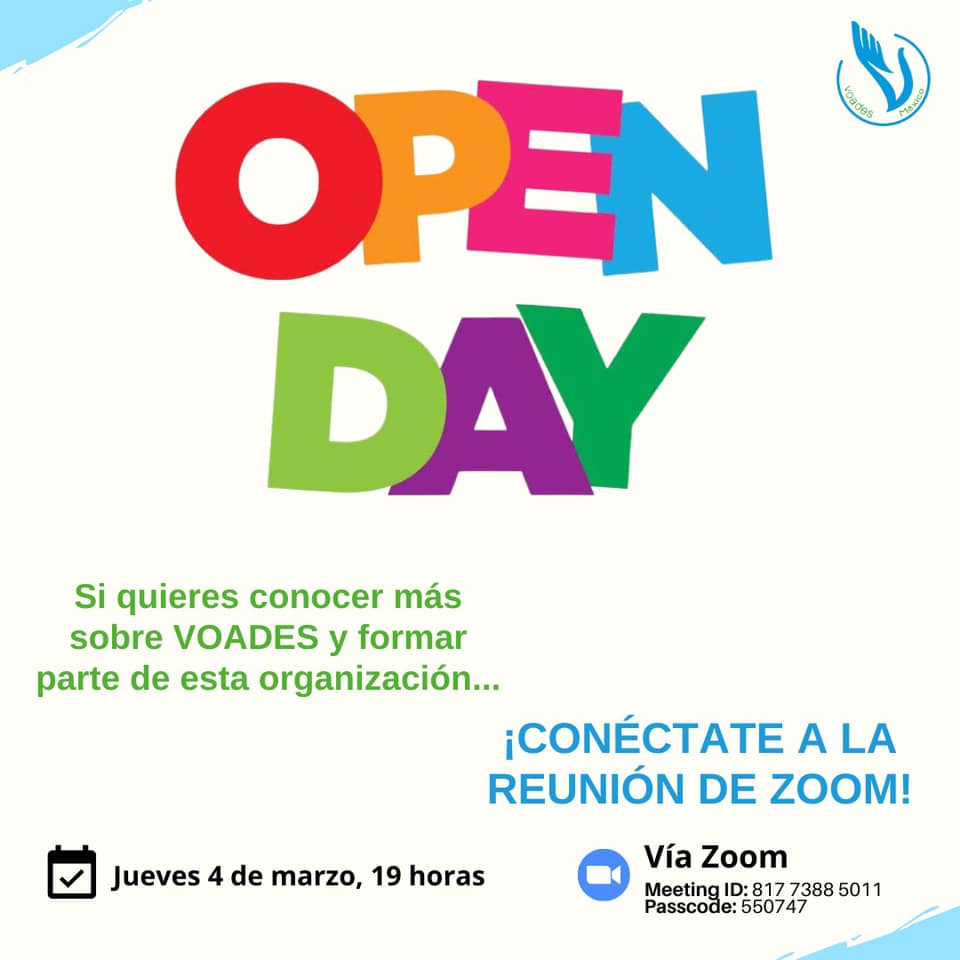 voades México
OPEN
DAY
Si quieres conocer más
sobre VOADES y formar
parte de esta organización...
¡CONÉCTATE A LA
REUNIÓN DE ZOOM!
Jueves 4 de marzo, 19 horas
Vía Zoom
Meeting ID: 817 7388 5011
Passcode: 550747